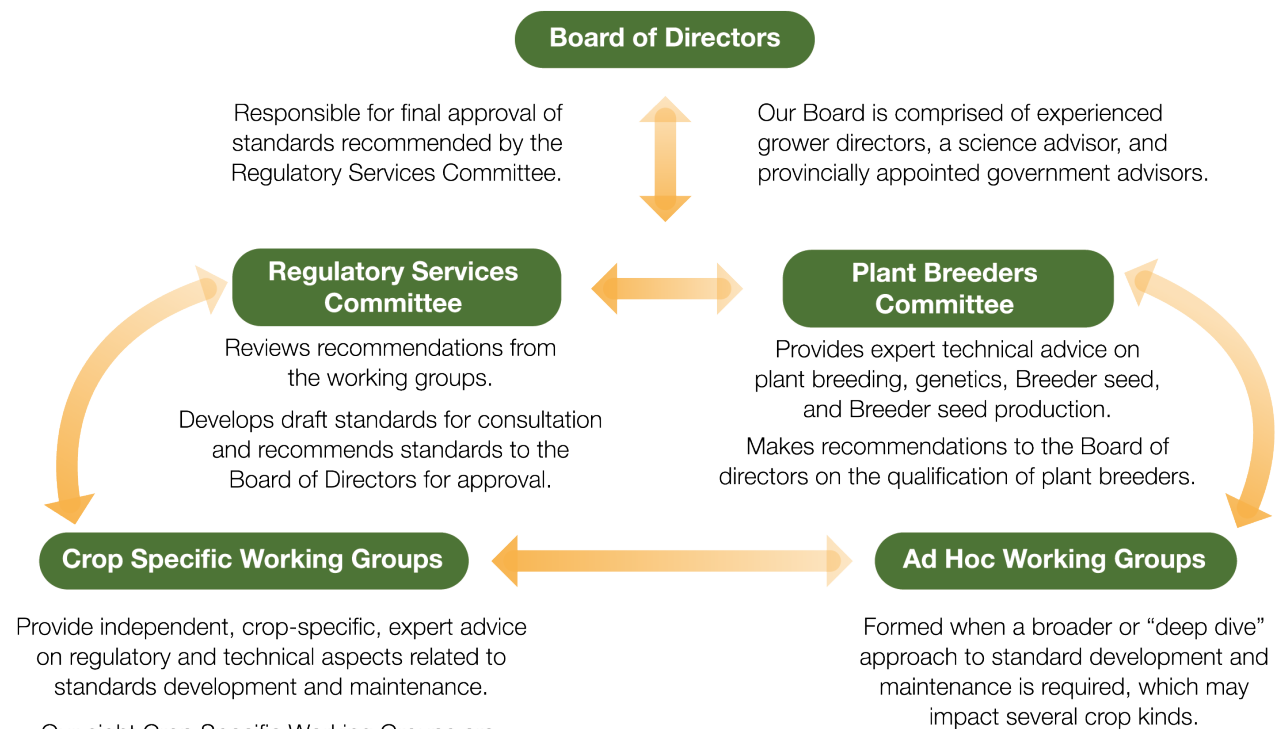 Board of Directors
Responsible for final approval of
standards recommended by the
Regulatory Services Committee.
Our Board is comprised of experienced
grower directors, a science advisor, and
provincially appointed government advisors.
Regulatory Services
Committee
Reviews recommendations from
the working groups.
Develops draft standards for consultation
and recommends standards to the
Board of Directors for approval.
Plant Breeders
Committee
Provides expert technical advice on
plant breeding, genetics, Breeder seed,
and Breeder seed production.
Makes recommendations to the Board of
directors on the qualification of plant breeders.
Crop Specific Working Groups
Provide independent, crop-specific, expert advice
on regulatory and technical aspects related to
standards development and maintenance.
Ad Hoc Working Groups
Formed when a broader or “deep dive”
approach to standard development and
maintenance is required, which may
impact several crop kinds.